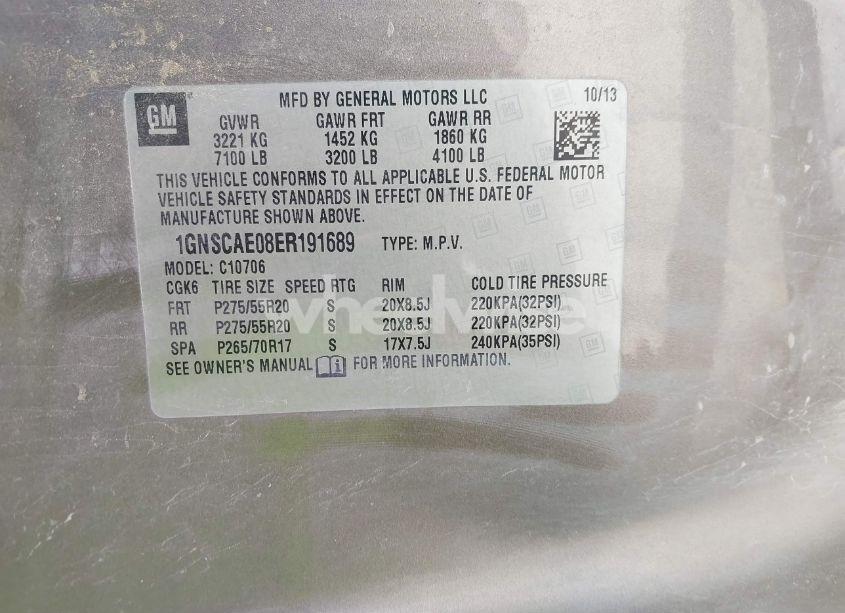 GM
MFD BY GENERAL MOTORS LLC 10/13
GVWR GAWR FRT GAWR RR
3221 KG 1452 KG 1860 KG
7100 LB 3200 LB 4100 LB
THIS VEHICLE CONFORMS TO ALL APPLICABLE U.S. FEDERAL MOTOR
VEHICLE SAFETY STANDARDS IN EFFECT ON THE DATE OF
MANUFACTURE SHOWN ABOVE.
1GNSCAE08ER191689 TYPE: M.P.V.
MODEL: C10706
CGK6 TIRE SIZE SPEED RTG RIM COLD TIRE PRESSURE
FRT P275/55R20 S 20X8.5J 220KPA(32PSI)
RR P275/55R20 S 20X8.5J 220KPA(32PSI)
SPA P265/70R17 S 17X7.5J 240KPA(35PSI)
SEE OWNER'S MANUAL i FOR MORE INFORMATION.